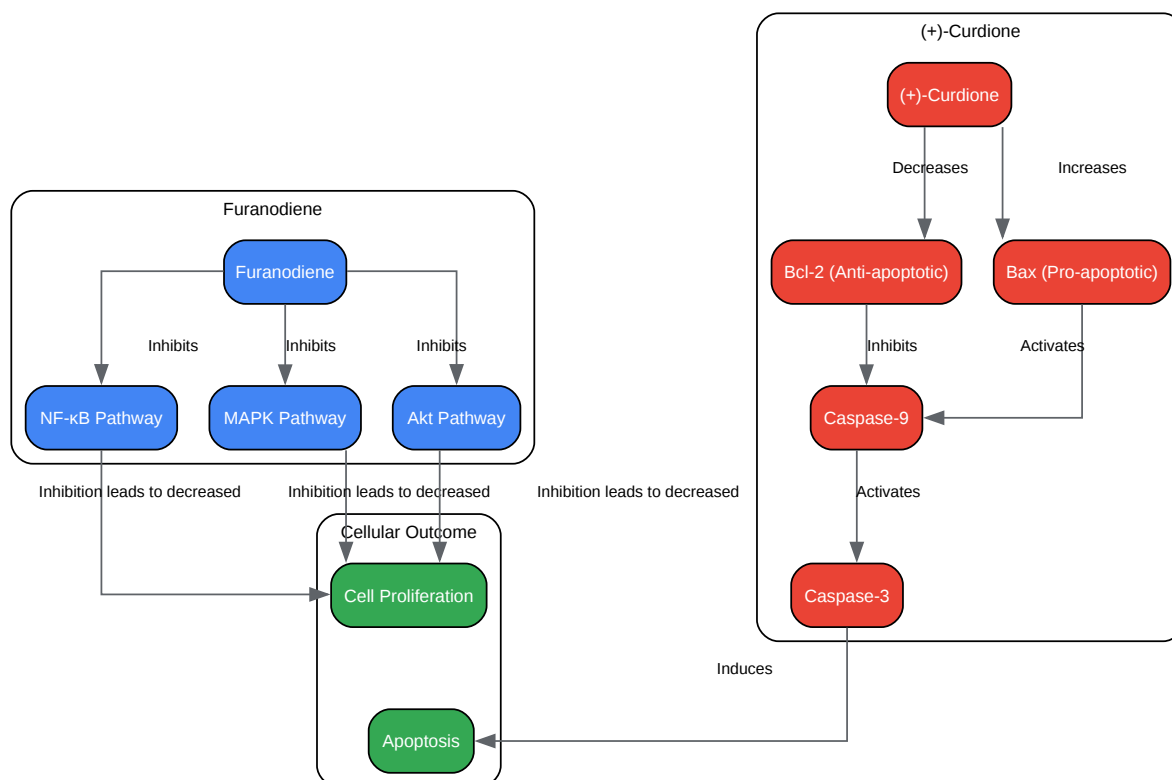 (+)-Curdione
(+)-Curdione
Decreases
Increases
Furanodiene
Furanodiene
Bcl-2 (Anti-apoptotic)
Bax (Pro-apoptotic)
Inhibits
Inhibits
Inhibits
Inhibits
Activates
NF-κB Pathway
MAPK Pathway
Akt Pathway
Caspase-9
Inhibition leads to decreased
Inhibition leads to decreased
Inhibition leads to decreased
Activates
Cellular Outcome
Cell Proliferation
Caspase-3
Induces
Apoptosis